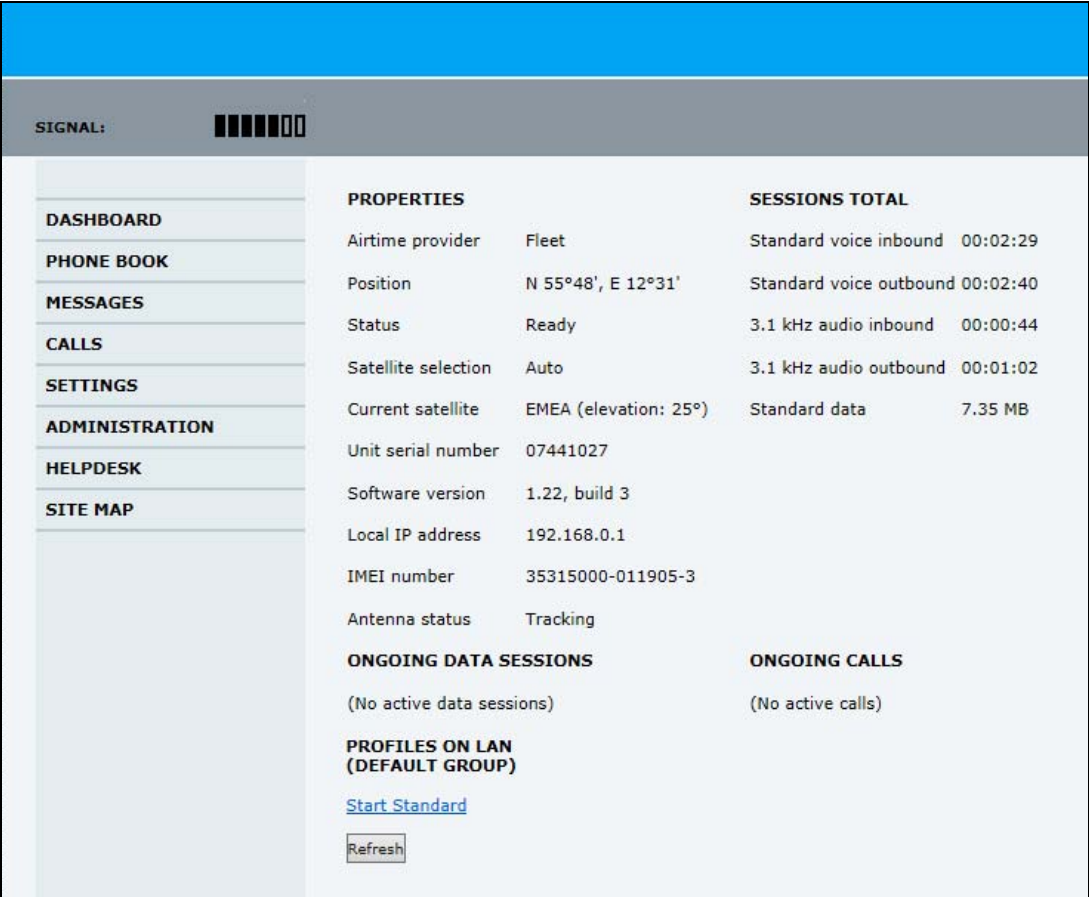 SIGNAL:
DASHBOARD
PHONE BOOK
MESSAGES
CALLS
SETTINGS
ADMINISTRATION
HELPDESK
SITE MAP
PROPERTIES
Airtime provider Fleet
Position N 55°48', E 12°31'
Status Ready
Satellite selection Auto
Current satellite EMEA (elevation: 25°)
Unit serial number 07441027
Software version 1.22, build 3
Local IP address 192.168.0.1
IMEI number 35315000-011905-3
Antenna status Tracking
SESSIONS TOTAL
Standard voice inbound 00:02:29
Standard voice outbound 00:02:40
3.1 kHz audio inbound 00:00:44
3.1 kHz audio outbound 00:01:02
Standard data 7.35 MB
ONGOING DATA SESSIONS
(No active data sessions)
ONGOING CALLS
(No active calls)
PROFILES ON LAN
(DEFAULT GROUP)
Start Standard
Refresh